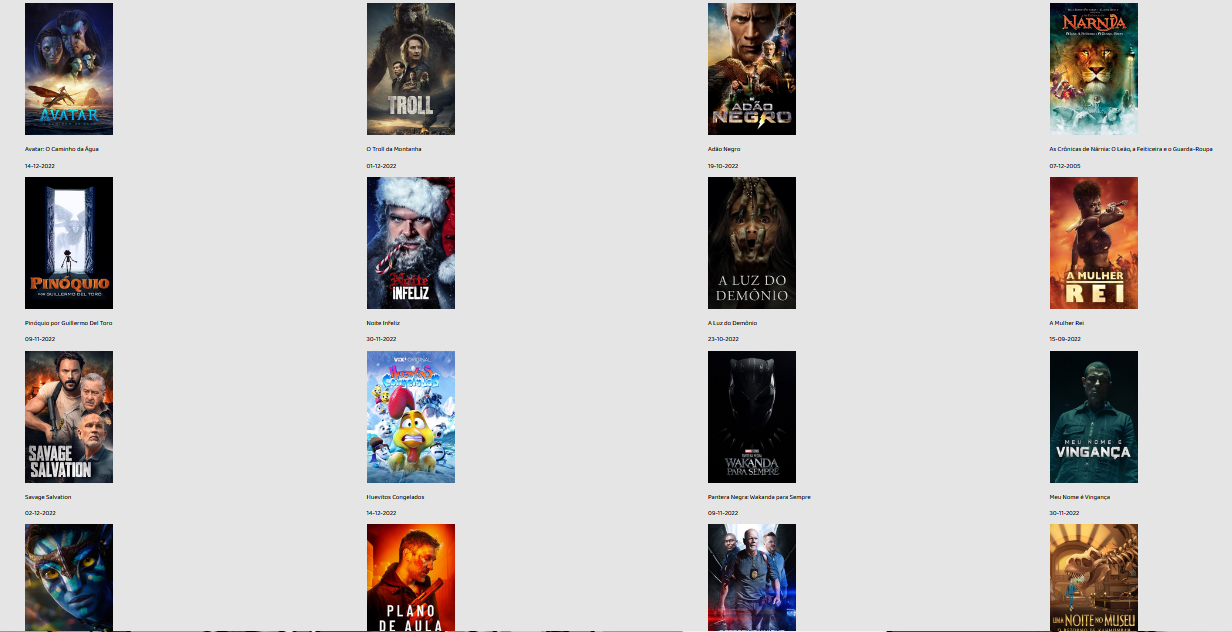 AVATAR
TROLL
ADÃO
NEGRO
NARNIA
Avatar: O Caminho da Água
O Troll da Montanha
Adão Negro
As Crônicas de Nárnia: O Leão, a Feiticeira e o Guarda-Roupa
14-12-2022
01-12-2022
19-10-2022
07-12-2005
PINÓQUIO
POR GUILLERMO DEL TORO
Noite
INFELIZ
A LUZ DO
DEMÔNIO
A MULHER
REI
Pinóquio por Guillermo Del Toro
Noite Infeliz
A Luz do Demônio
A Mulher Rei
09-11-2022
30-11-2022
23-10-2022
15-09-2022
SAVAGE
SALVATION
WAKANDA
PARA SEMPRE
MEU NOME É
VINGANÇA
Savage Salvation
Huevitos Congelados
Pantera Negra: Wakanda para Sempre
Meu Nome é Vingança
02-12-2022
14-12-2022
09-11-2022
30-11-2022
PLANO
DE AULA
UMA NOITE NO MUSEU